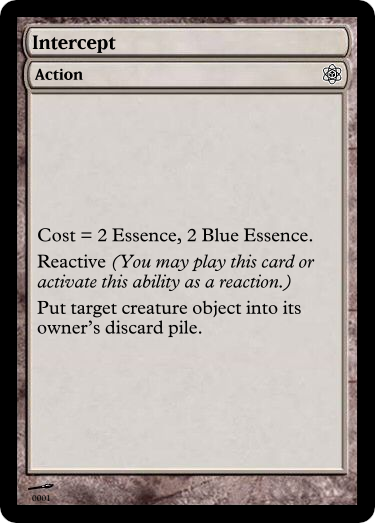 Intercept
Action
Cost = 2 Essence, 2 Blue Essence.
Reactive (You may play this card or
activate this ability as a reaction.)
Put target creature object into its
owner's discard pile.
0001